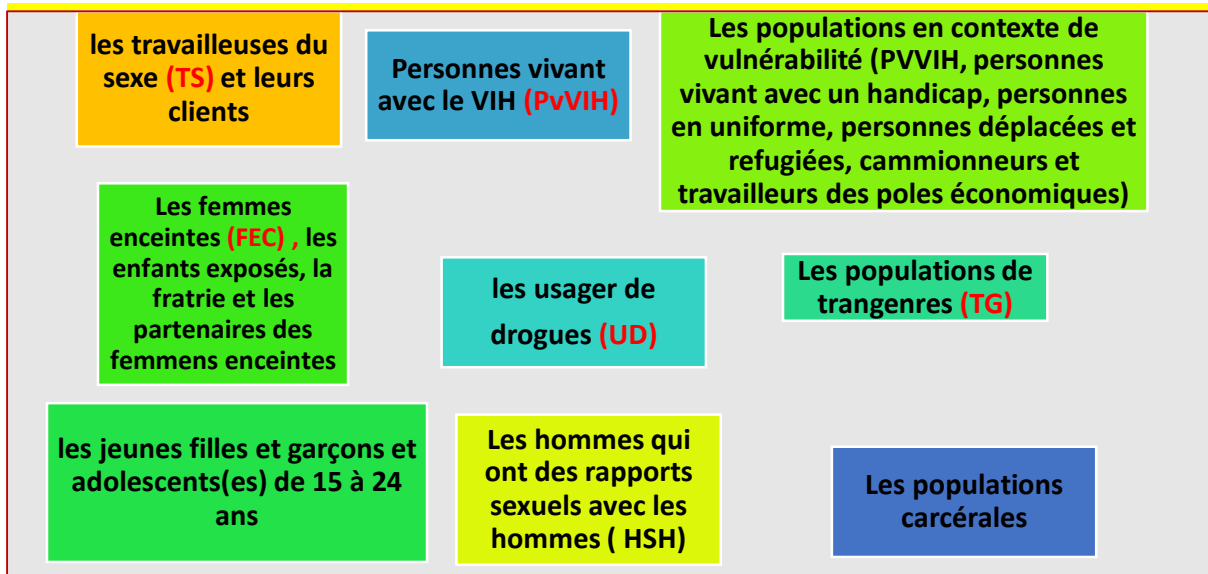 les travailleuses du
sexe (TS) et leurs
clients
Personnes vivant
avec le VIH (PvVIH)
Les populations en contexte de
vulnérabilité (PVVIH, personnes
vivant avec un handicap, personnes
en uniforme, personnes déplacées et
refugiées, cammionneurs et
travailleurs des poles économiques)
Les femmes
enceintes (FEC) , les
enfants exposés, la
fratrie et les
partenaires des
femmens enceintes
les usager de
drogues (UD)
Les populations de
trangenres (TG)
les jeunes filles et garçons et
adolescents(es) de 15 à 24
ans
Les hommes qui
ont des rapports
sexuels avec les
hommes ( HSH)
Les populations
carcérales